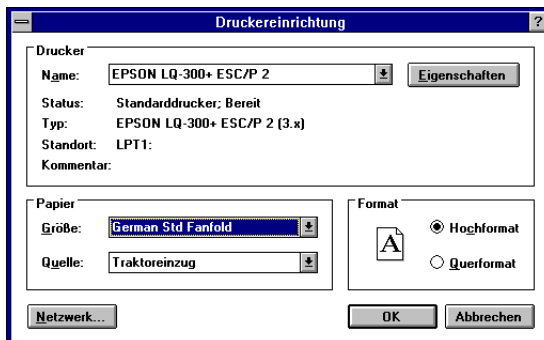 Druckereinrichtung ?
Drucker
Name: EPSON LQ-300+ ESC/P 2 Eigenschaften
Status: Standarddrucker; Bereit
Typ: EPSON LQ-300+ ESC/P 2 (3.x)
Standort: LPT1:
Kommentar:
Papier
Größe: German Std Fanfold
Quelle: Traktoreinzug
Format
A
Hochformat
Querformat
Netzwerk... OK Abbrechen